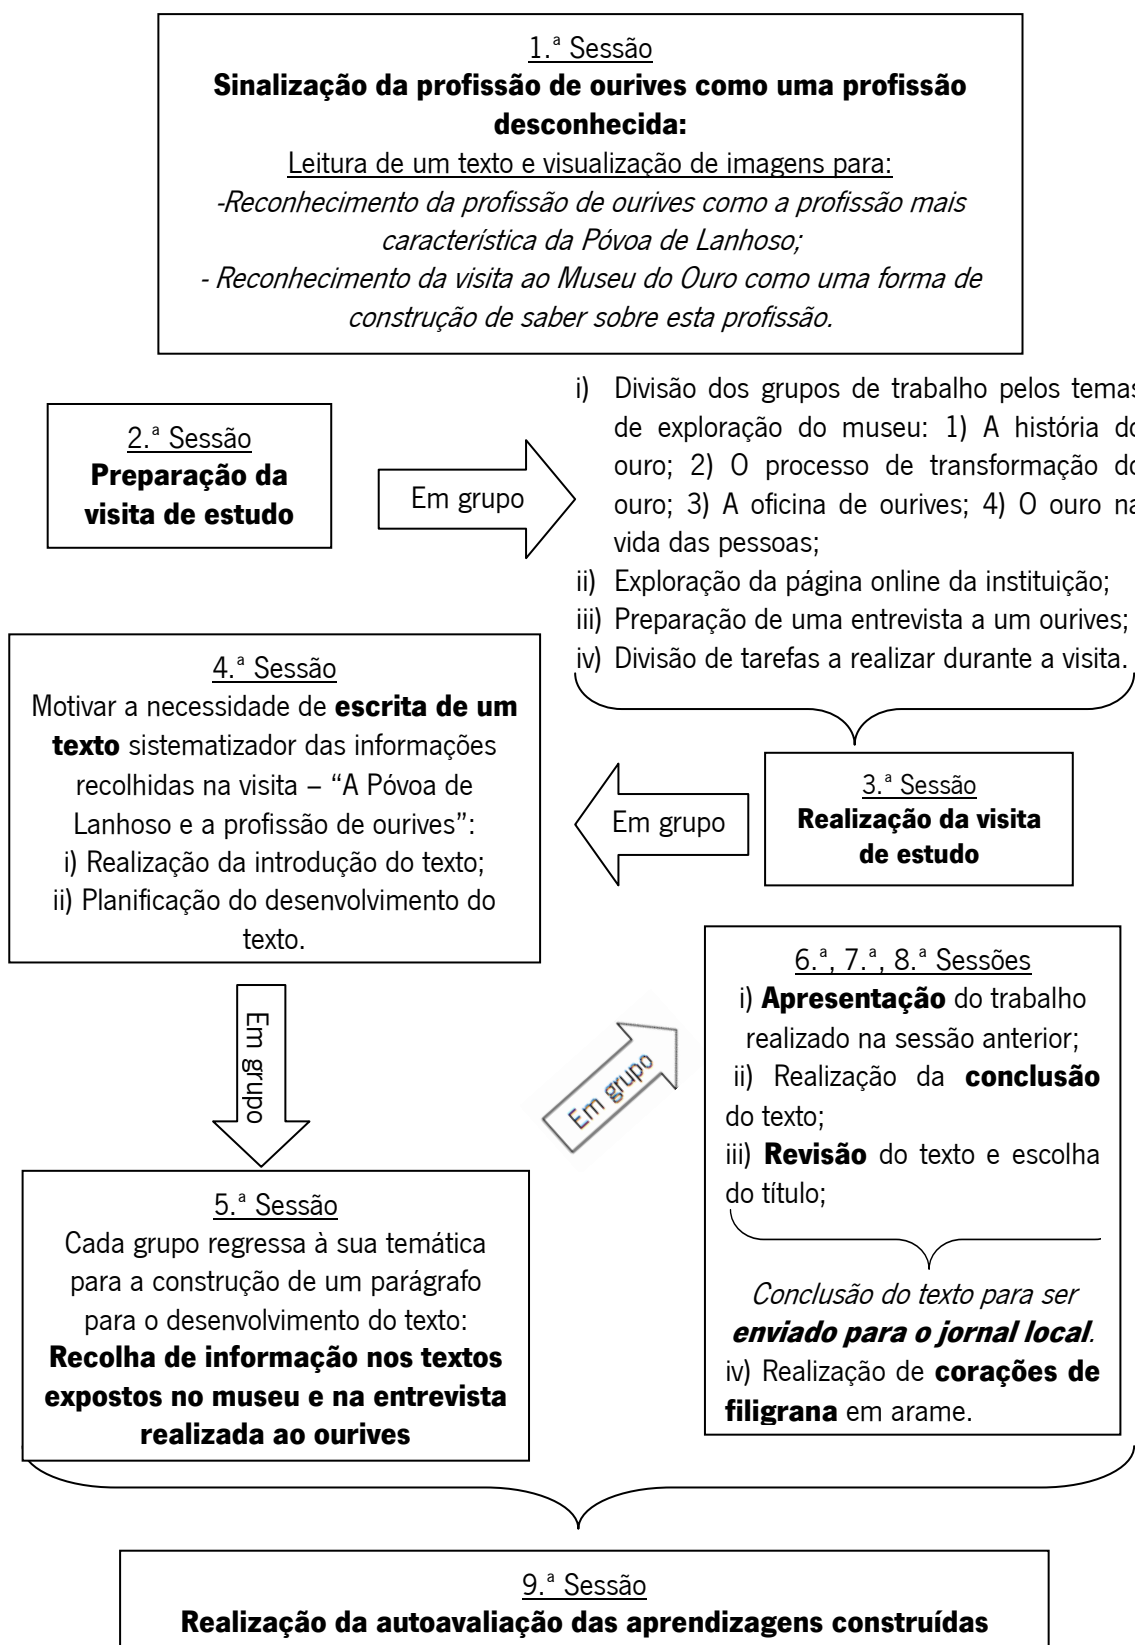 1.ª Sessão
Sinalização da profissão de ourives como uma profissão
desconhecida:
Leitura de um texto e visualização de imagens para:
-Reconhecimento da profissão de ourives como a profissão mais
característica da Póvoa de Lanhoso;
- Reconhecimento da visita ao Museu do Ouro como uma forma de
construção de saber sobre esta profissão.
2.ª Sessão
Preparação da
visita de estudo
Em grupo
i) Divisão dos grupos de trabalho pelos temas
de exploração do museu: 1) A história do
ouro; 2) O processo de transformação do
ouro; 3) A oficina de ourives; 4) O ouro na
vida das pessoas;
ii) Exploração da página online da instituição;
iii) Preparação de uma entrevista a um ourives;
iv) Divisão de tarefas a realizar durante a visita.
3.ª Sessão
Realização da visita
de estudo
Em grupo
4.ª Sessão
Motivar a necessidade de escrita de um
texto sistematizador das informações
recolhidas na visita – “A Póvoa de
Lanhoso e a profissão de ourives”:
i) Realização da introdução do texto;
ii) Planificação do desenvolvimento do
texto.
Em grupo
5.ª Sessão
Cada grupo regressa à sua temática
para a construção de um parágrafo
para o desenvolvimento do texto:
Recolha de informação nos textos
expostos no museu e na entrevista
realizada ao ourives
Em grupo
6.ª, 7.ª, 8.ª Sessões
i) Apresentação do trabalho
realizado na sessão anterior;
ii) Realização da conclusão
do texto;
iii) Revisão do texto e escolha
do título;
Conclusão do texto para ser
enviado para o jornal local.
iv) Realização de corações de
filigrana em arame.
9.ª Sessão
Realização da autoavaliação das aprendizagens construídas